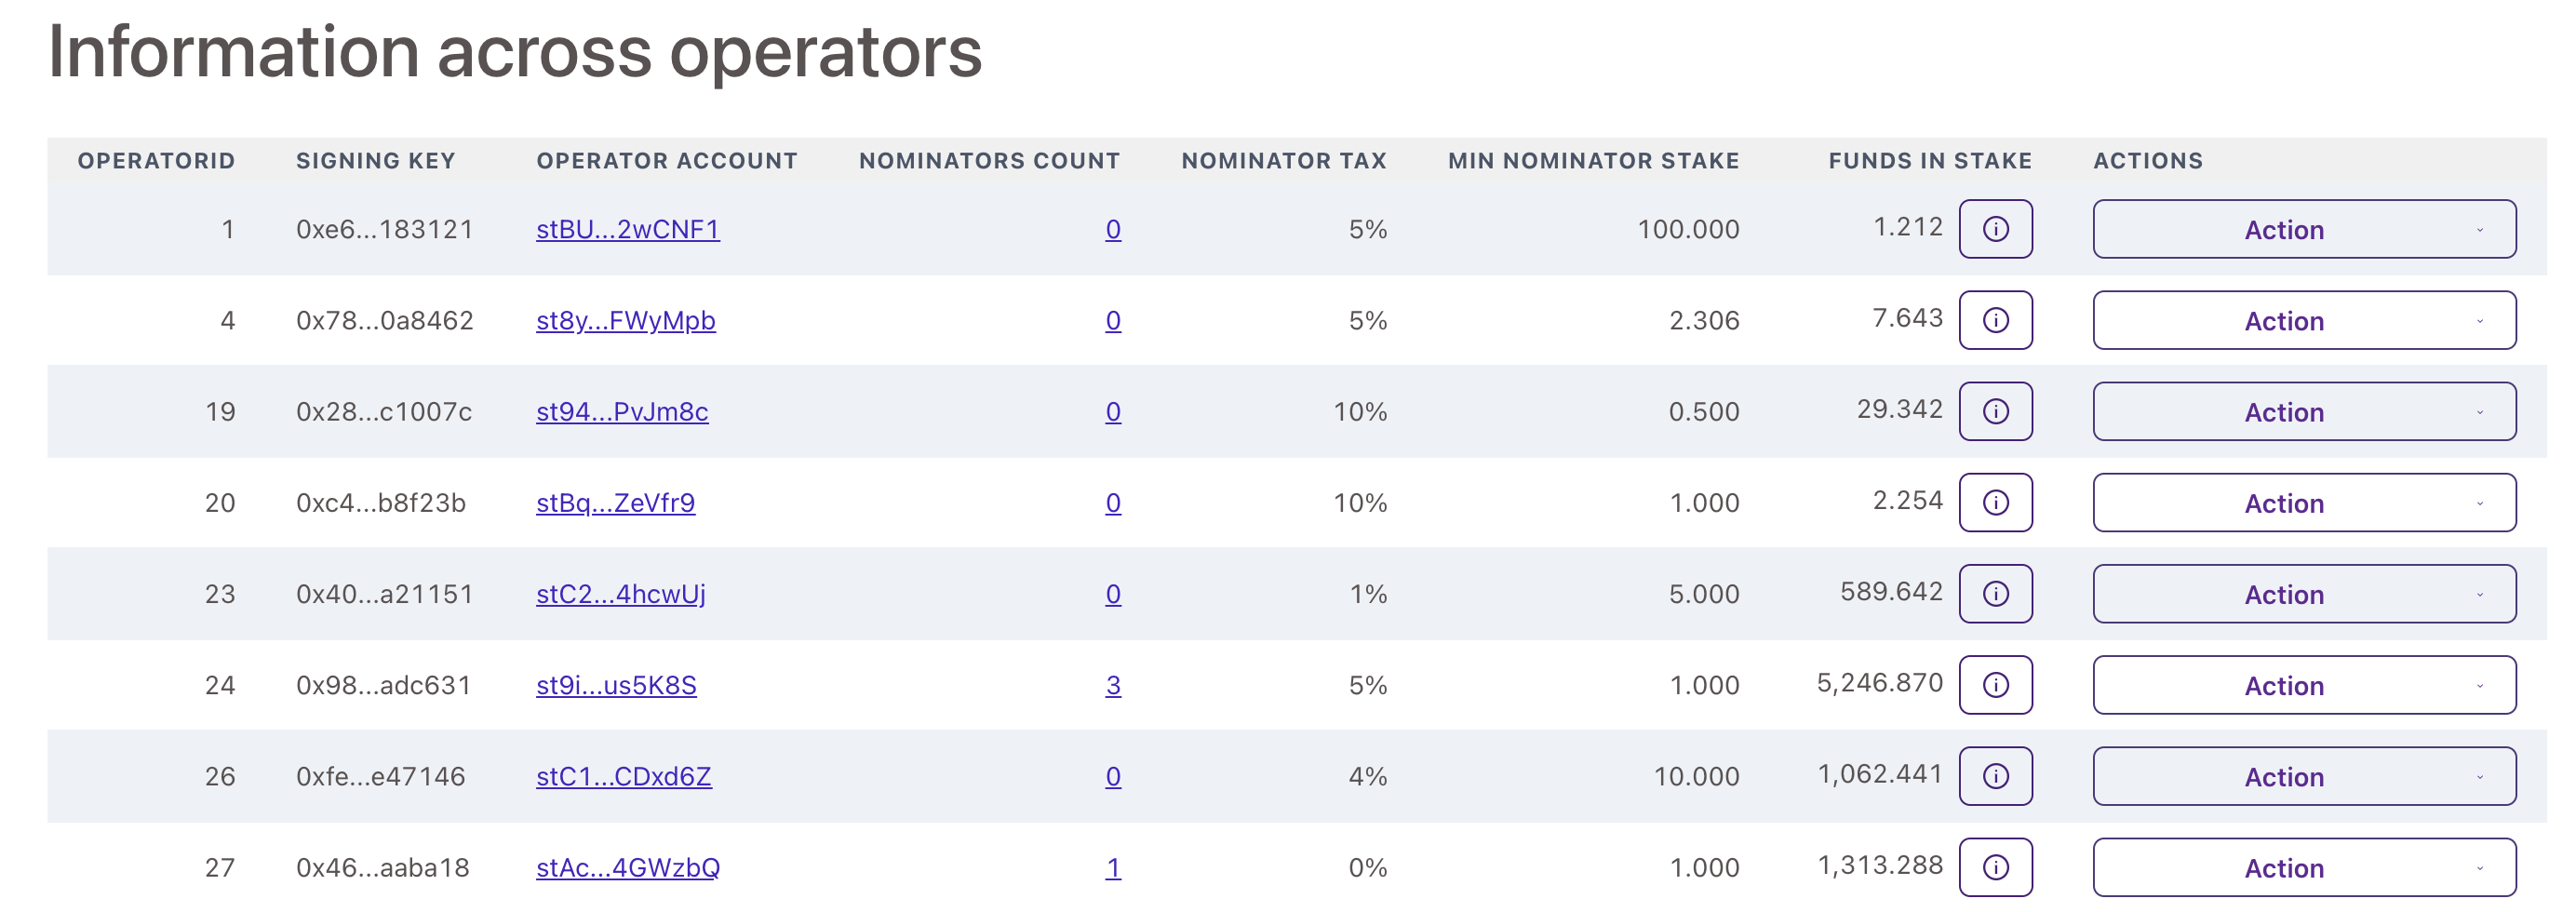 Information across operators
OPERATORID SIGNING KEY OPERATOR ACCOUNT NOMINATORS COUNT NOMINATOR TAX MIN NOMINATOR STAKE FUNDS IN STAKE ACTIONS
1 0xe6...183121 stBU...2wCNF1 0 5% 100.000 1.212 Action
4 0x78...0a8462 st8y...FWyMpb 0 5% 2.306 7.643 Action
19 0x28...c1007c st94...PvJm8c 0 10% 0.500 29.342 Action
20 0xc4...b8f23b stBq...ZeVfr9 0 10% 1.000 2.254 Action
23 0x40...a21151 stC2...4hcwUj 0 1% 5.000 589.642 Action
24 0x98...adc631 st9i...us5K8S 3 5% 1.000 5,246.870 Action
26 0xfe...e47146 stC1...CDxd6Z 0 4% 10.000 1,062.441 Action
27 0x46...aaba18 stAc...4GWzbQ 1 0% 1.000 1,313.288 Action